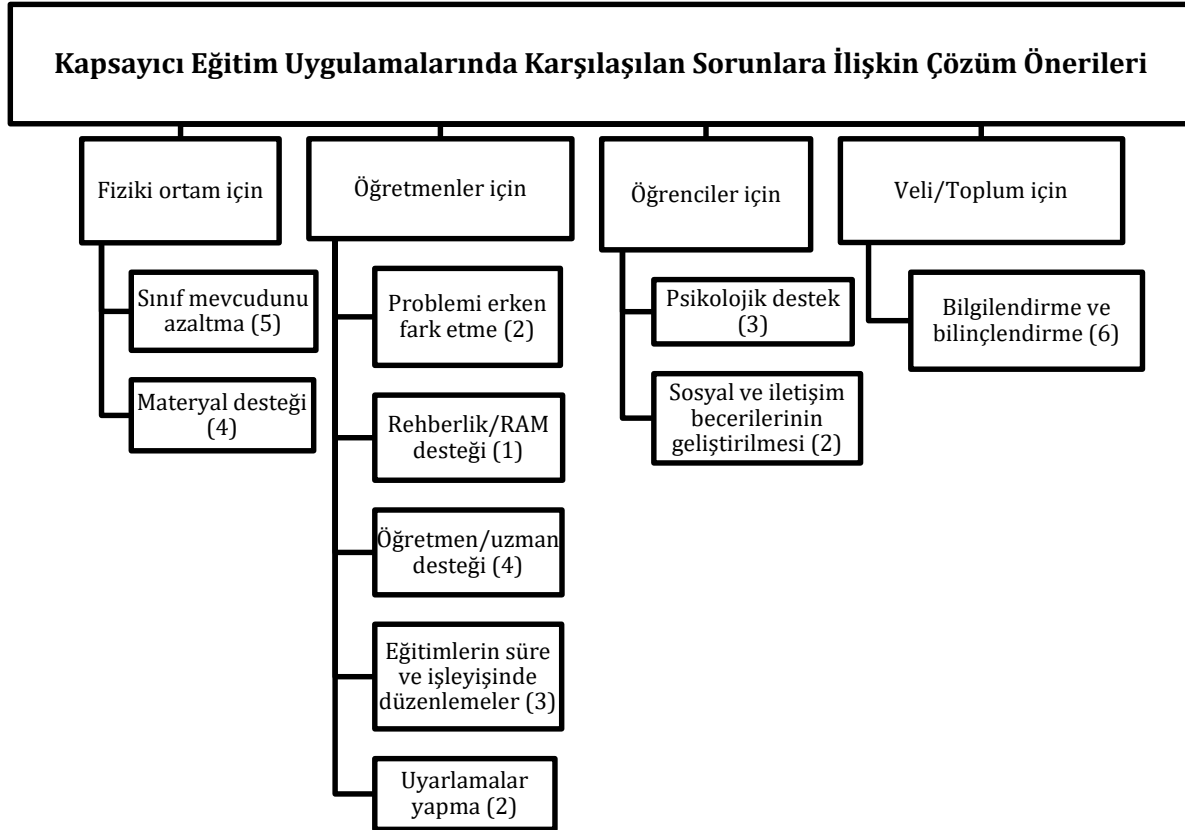 Kapsayıcı Eğitim Uygulamalarında Karşılaşılan Sorunlara İlişkin Çözüm Önerileri
Fiziki ortam için
Sınıf mevcudunu
azaltma (5)
Materyal desteği
(4)
Öğretmenler için
Problemi erken
fark etme (2)
Rehberlik/RAM
desteği (1)
Öğretmen/uzman
desteği (4)
Eğitimlerin süre
ve işleyişinde
düzenlemeler (3)
Uyarlamalar
yapma (2)
Öğrenciler için
Psikolojik destek
(3)
Sosyal ve iletişim
becerilerinin
geliştirilmesi (2)
Veli/Toplum için
Bilgilendirme ve
bilinçlendirme (6)